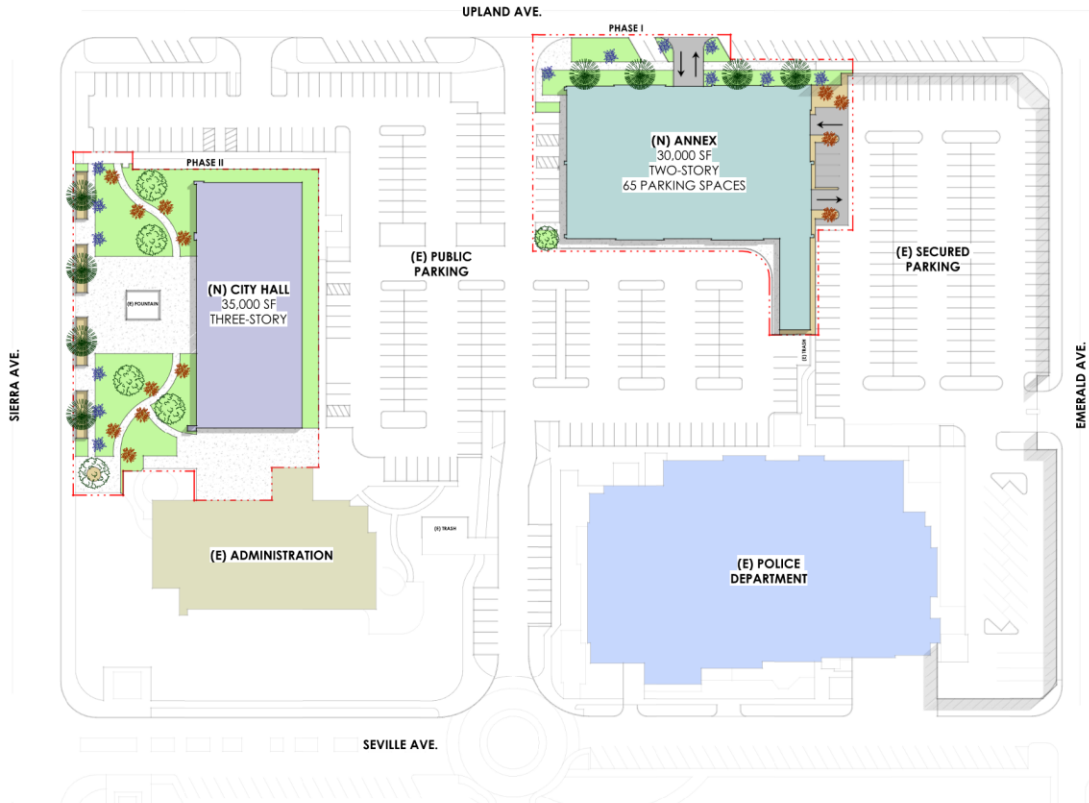 UPLAND AVE.
PHASE I
(N) ANNEX
30,000 SF
TWO-STORY
65 PARKING SPACES
PHASE II
(E) PUBLIC
PARKING
(E) SECURED
PARKING
(N) CITY HALL
35,000 SF
THREE-STORY
(E) FOUNTAIN
SIERRA AVE.
EMERALD AVE.
(E) TRASH
(E) TRASH
(E) ADMINISTRATION
(E) POLICE
DEPARTMENT
SEVILLE AVE.